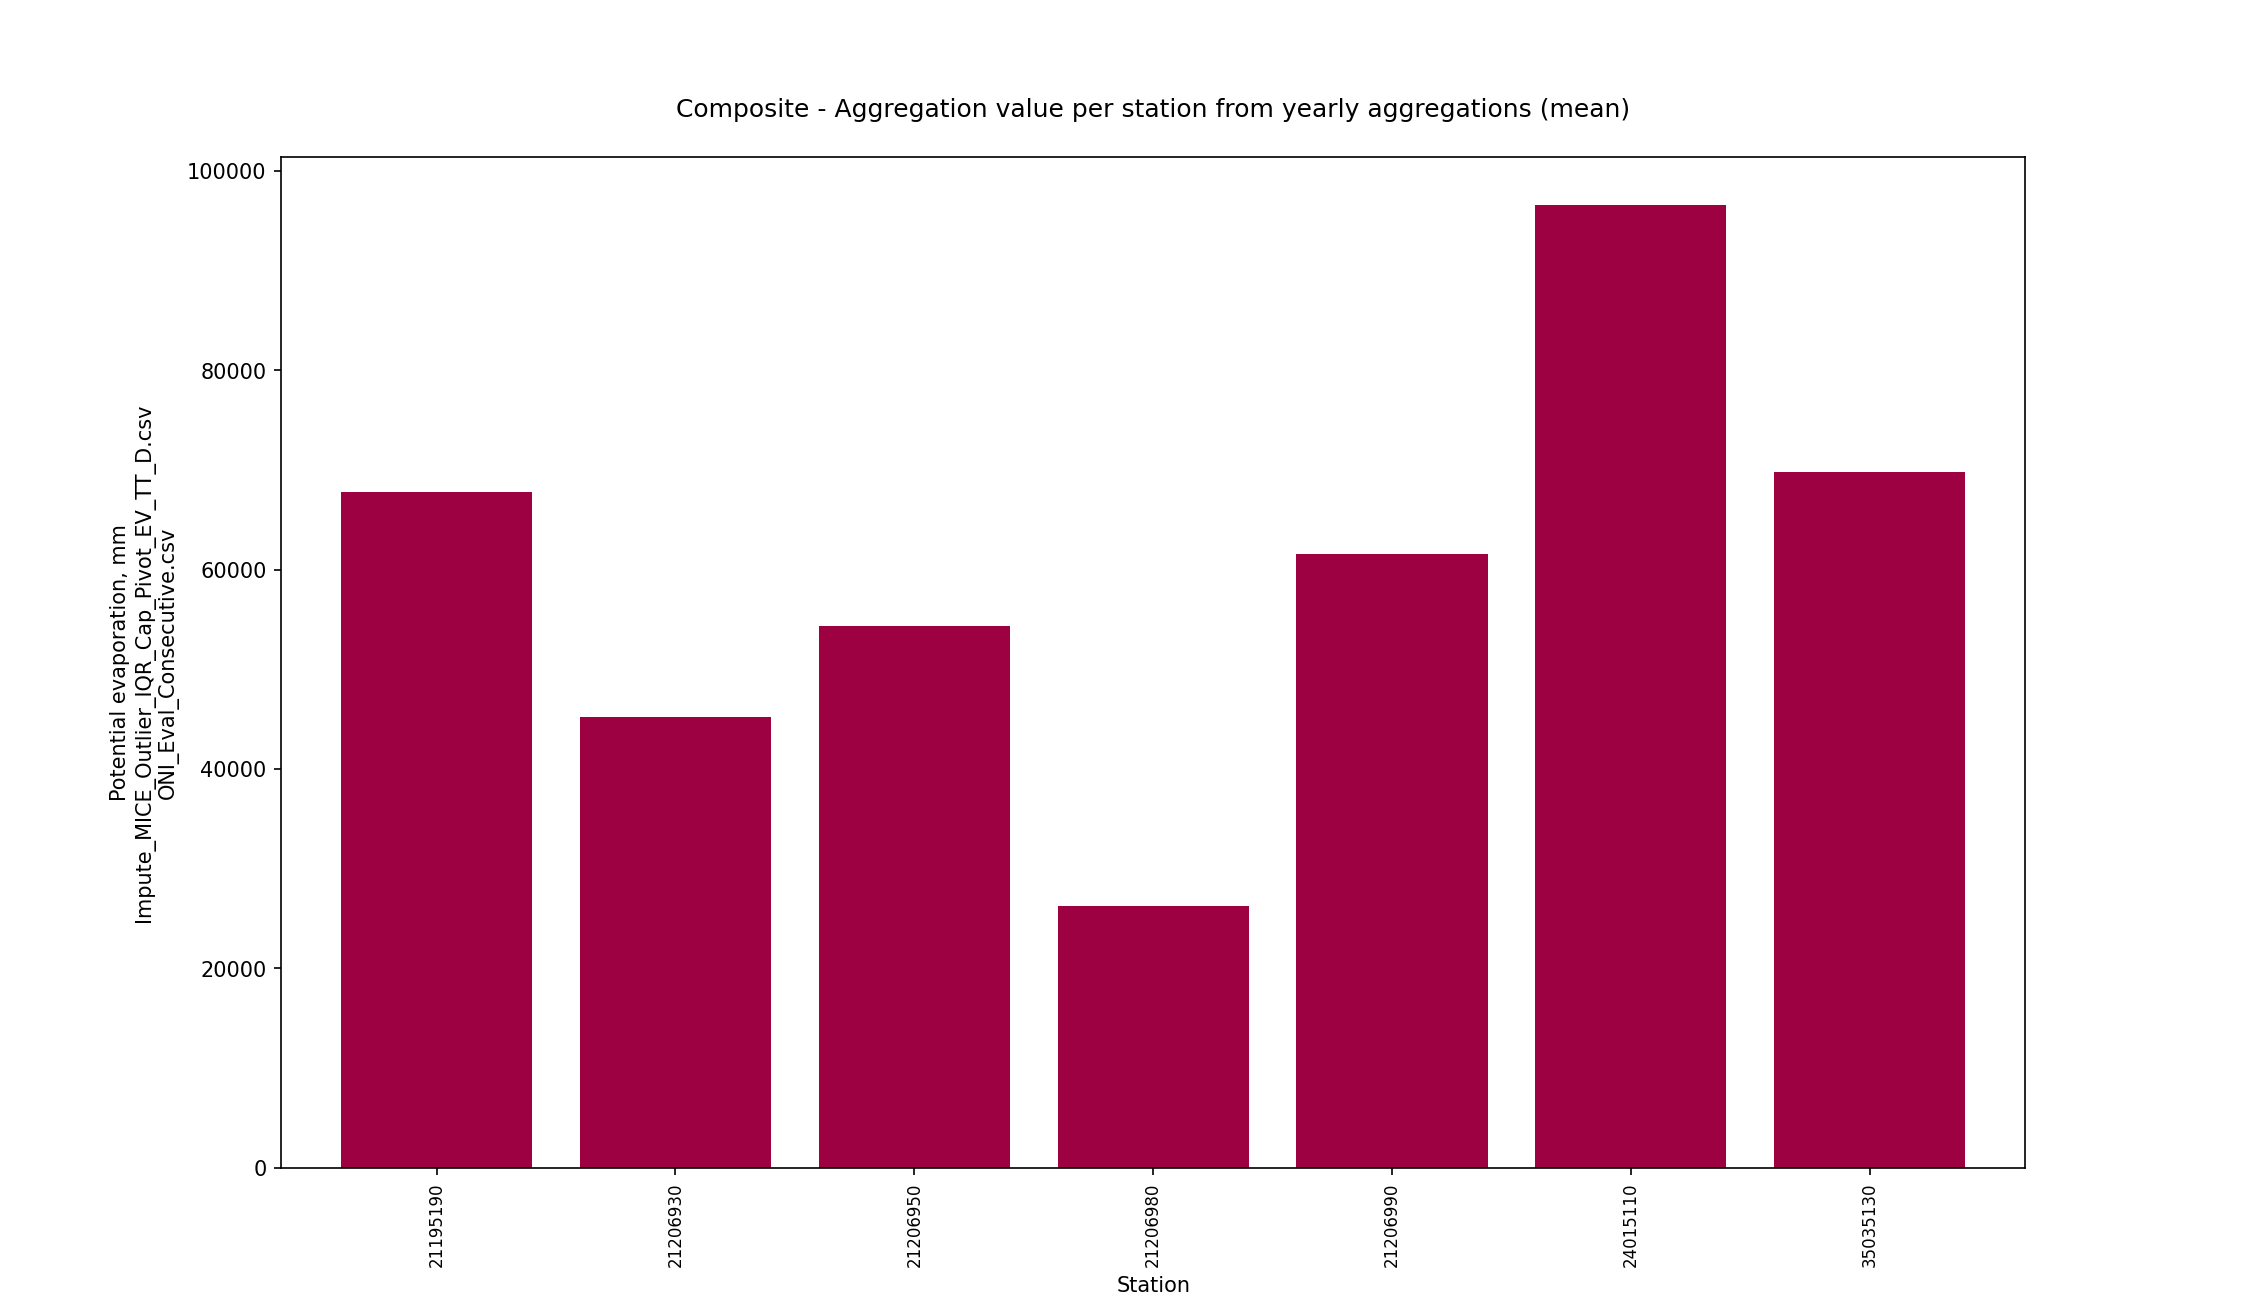 Composite - Aggregation value per station from yearly aggregations (mean)
Potential evaporation, mm
Impute_MICE_Outlier_IQR_Cap_Pivot_EV_TT_D.csv
ONI_Eval_Consecutive.csv
100000
80000
60000
40000
20000
0
21195190
21206930
21206950
21206980
21206990
24015110
35035130
Station